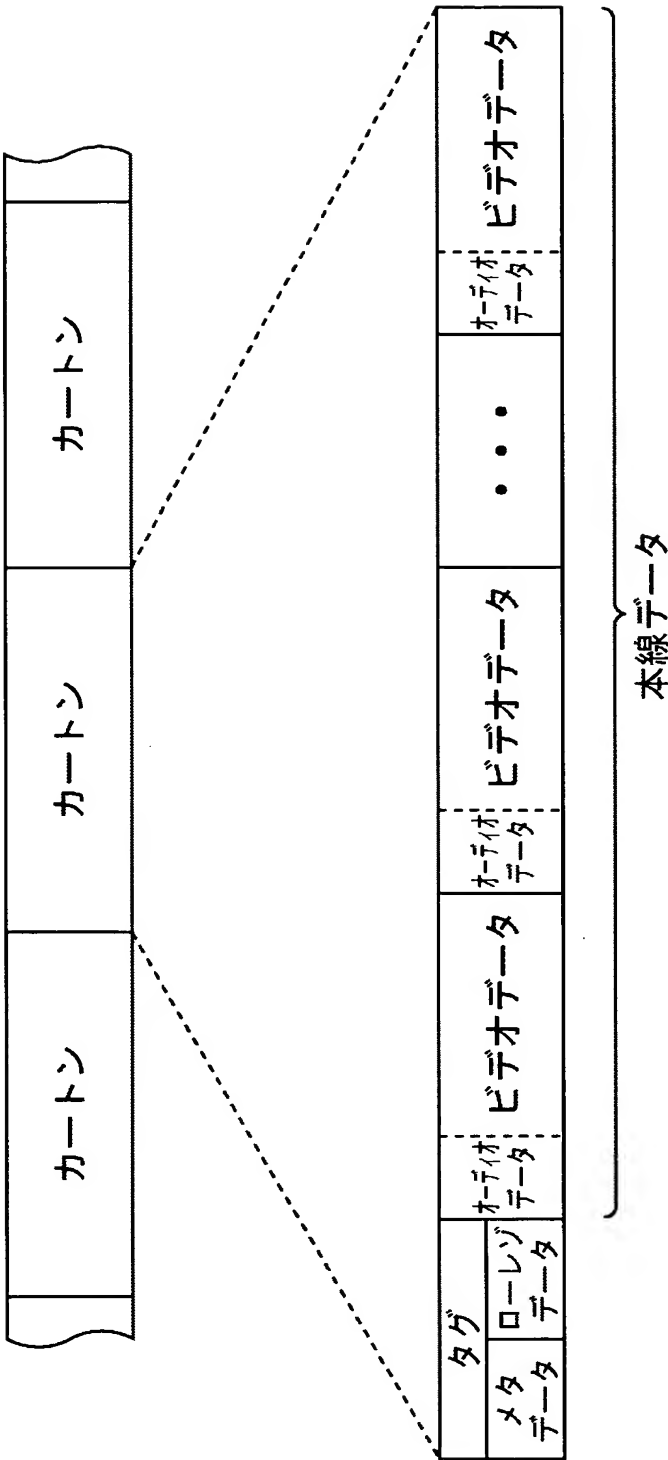 カートン
カートン
カートン
タグ
メタ
データ
ローレゾ
データ
オーディオ
データ
ビデオデータ
オーディオ
データ
ビデオデータ
・・・
オーディオ
データ
ビデオデータ
本線データ